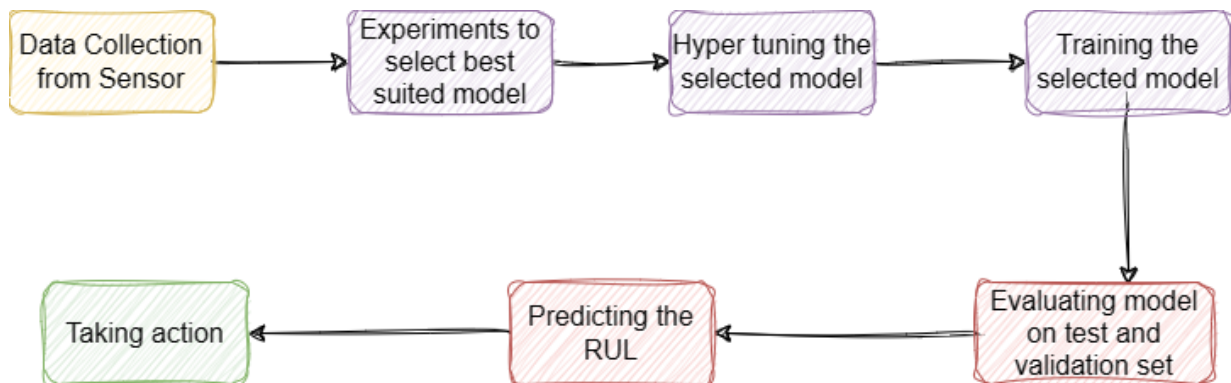 Data Collection
from Sensor
Experiments to
select best
suited model
Hyper tuning the
selected model
Training the
selected model
Evaluating model
on test and
validation set
Predicting the
RUL
Taking action